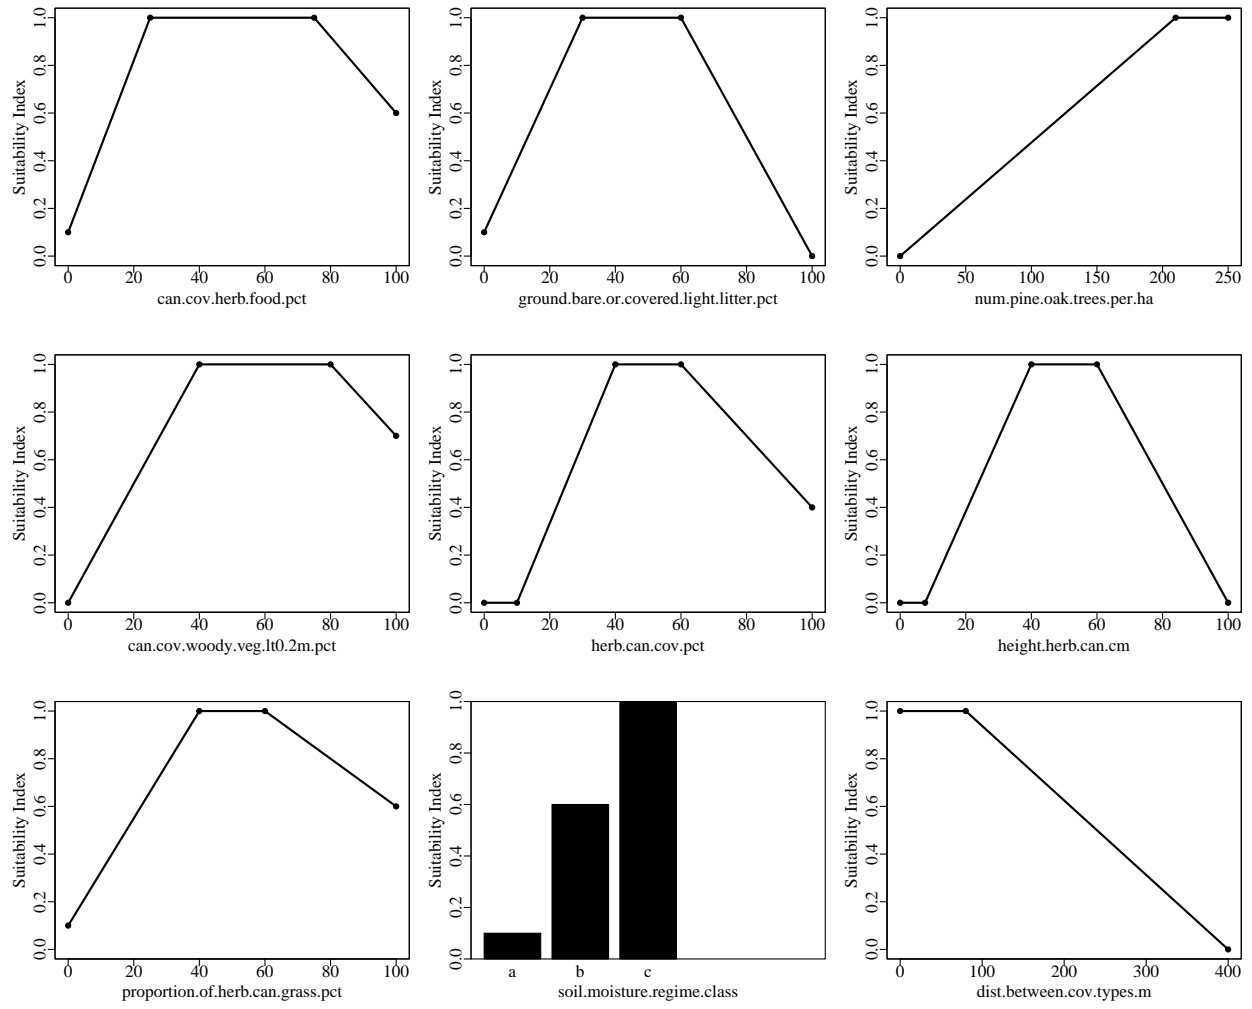 Suitability Index
0.0 0.2 0.4 0.6 0.8 1.0
0 20 40 60 80 100
can.cov.herb.food.pct
Suitability Index
0.0 0.2 0.4 0.6 0.8 1.0
0 20 40 60 80 100
ground.bare.or.covered.light.litter.pct
Suitability Index
0.0 0.2 0.4 0.6 0.8 1.0
0 50 100 150 200 250
num.pine.oak.trees.per.ha
Suitability Index
0.0 0.2 0.4 0.6 0.8 1.0
0 20 40 60 80 100
can.cov.woody.veg.lt0.2m.pct
Suitability Index
0.0 0.2 0.4 0.6 0.8 1.0
0 20 40 60 80 100
herb.can.cov.pct
Suitability Index
0.0 0.2 0.4 0.6 0.8 1.0
0 20 40 60 80 100
height.herb.can.cm
Suitability Index
0.0 0.2 0.4 0.6 0.8 1.0
0 20 40 60 80 100
proportion.of.herb.can.grass.pct
Suitability Index
0.0 0.2 0.4 0.6 0.8 1.0
a b c
soil.moisture.regime.class
Suitability Index
0.0 0.2 0.4 0.6 0.8 1.0
0 100 200 300 400
dist.between.cov.types.m